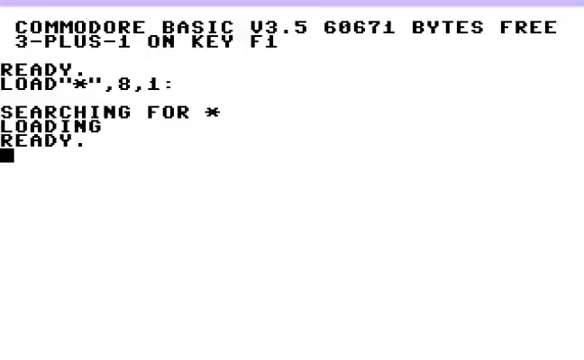 COMMODORE BASIC V3.5 60671 BYTES FREE
3-PLUS-1 ON KEY F1
READY.
LOAD"*",8,1:
SEARCHING FOR *
LOADING
READY.